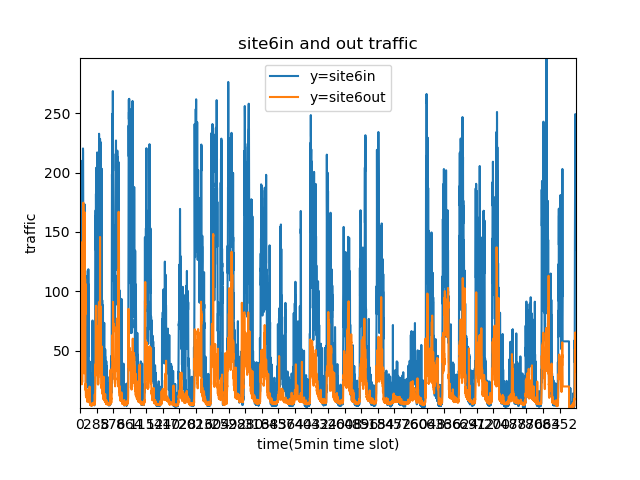 site6in and out traffic
y=site6in
y=site6out
250
200
150
100
50
traffic
time(5min time slot)